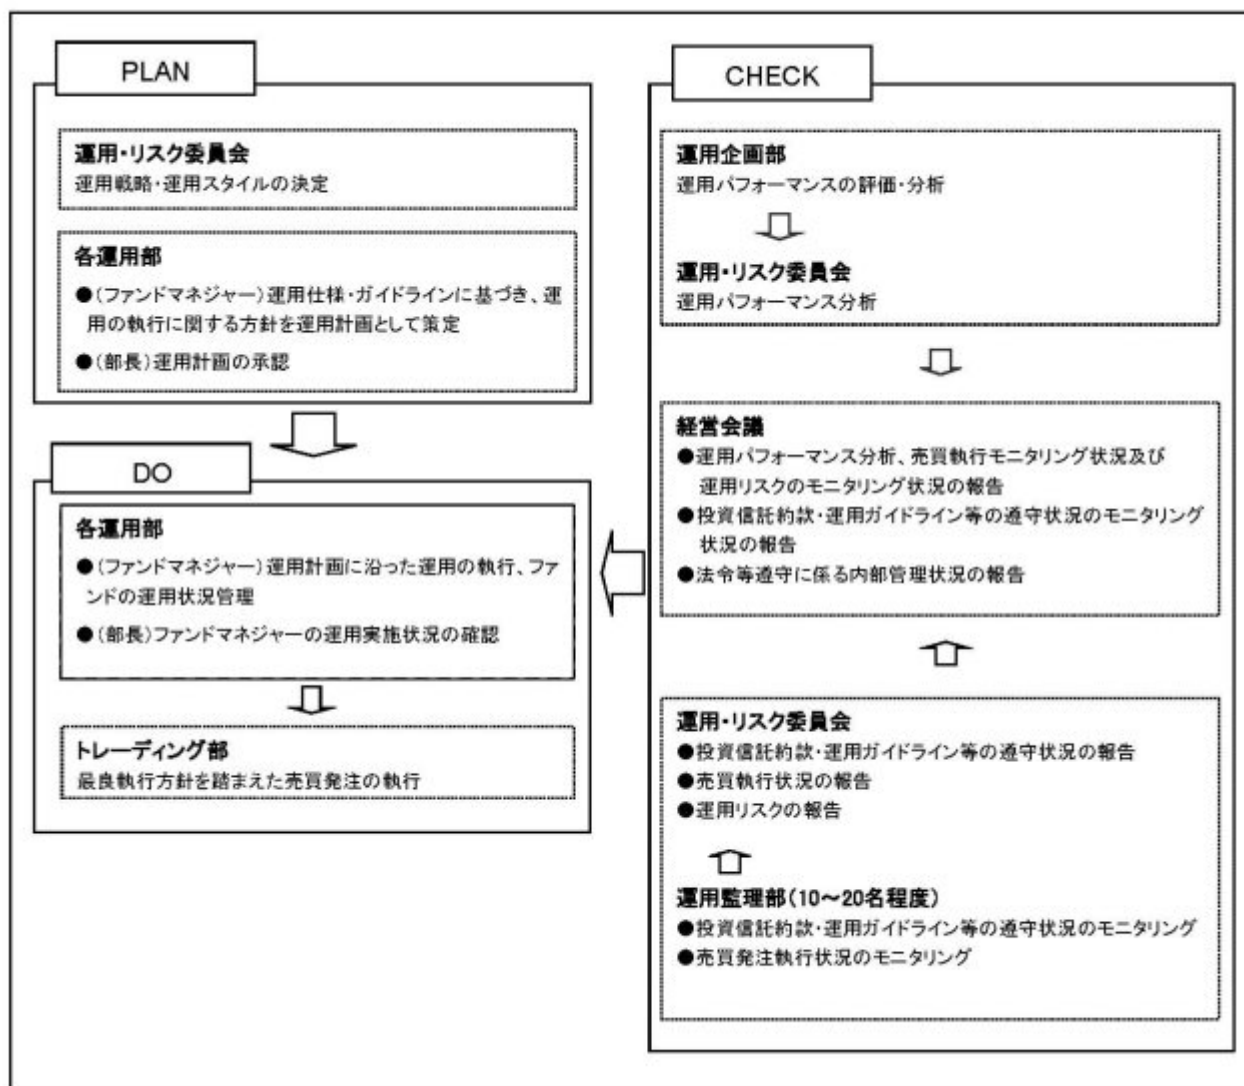 PLAN
運用・リスク委員会
運用戦略・運用スタイルの決定
各運用部
●(ファンドマネジャー)運用仕様・ガイドラインに基づき、運
用の執行に関する方針を運用計画として策定
●(部長)運用計画の承認
DO
各運用部
●(ファンドマネジャー)運用計画に沿った運用の執行、ファ
ンドの運用状況管理
●(部長)ファンドマネジャーの運用実施状況の確認
トレーディング部
最良執行方針を踏まえた売買発注の執行
CHECK
運用企画部
運用パフォーマンスの評価・分析
運用・リスク委員会
運用パフォーマンス分析
経営会議
●運用パフォーマンス分析、売買執行モニタリング状況及び
運用リスクのモニタリング状況の報告
●投資信託約款・運用ガイドライン等の遵守状況のモニタリング
状況の報告
●法令等遵守に係る内部管理状況の報告
運用・リスク委員会
●投資信託約款・運用ガイドライン等の遵守状況の報告
●売買執行状況の報告
●運用リスクの報告
運用監理部(10~20名程度)
●投資信託約款・運用ガイドライン等の遵守状況のモニタリング
●売買発注執行状況のモニタリング